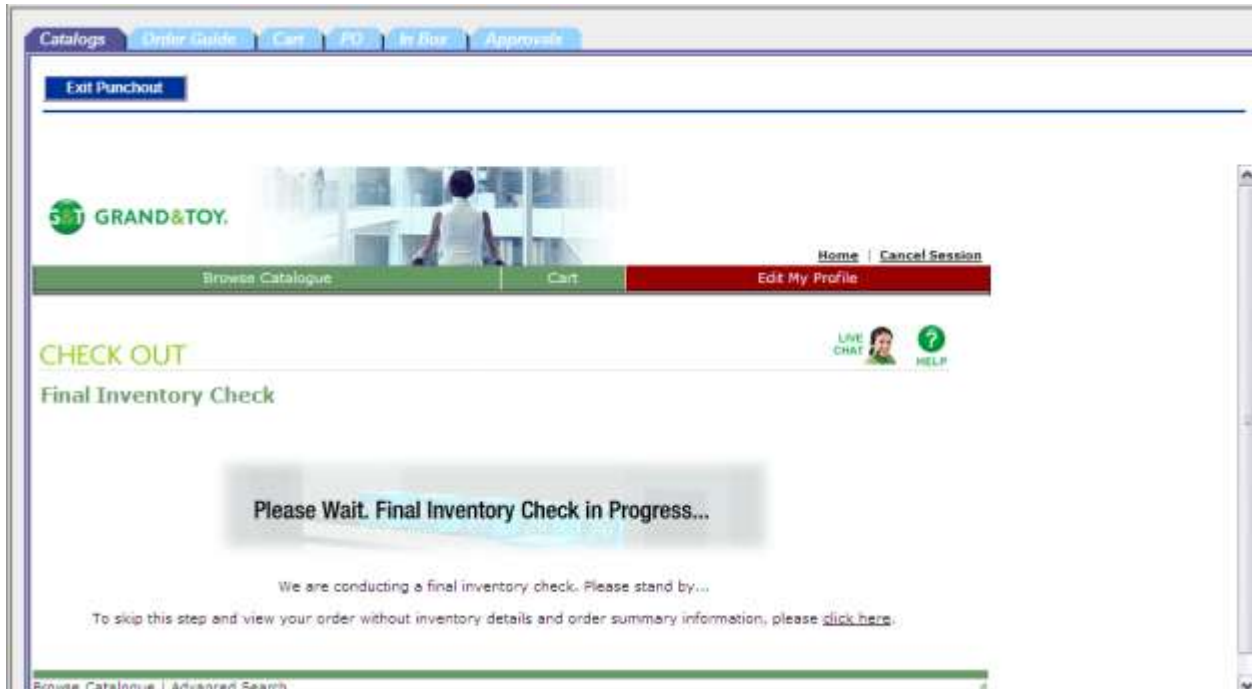 Catalogs Order Guide Cart PO In Box Approvals
Exit Punchout
G&T GRAND&TOY.
Home | Cancel Session
Browse Catalogue Cart Edit My Profile
CHECK OUT
LIVE CHAT
? HELP
Final Inventory Check
Please Wait. Final Inventory Check in Progress...
We are conducting a final inventory check. Please stand by...
To skip this step and view your order without inventory details and order summary information, please click here.
Browse Catalogue | Advanced Search